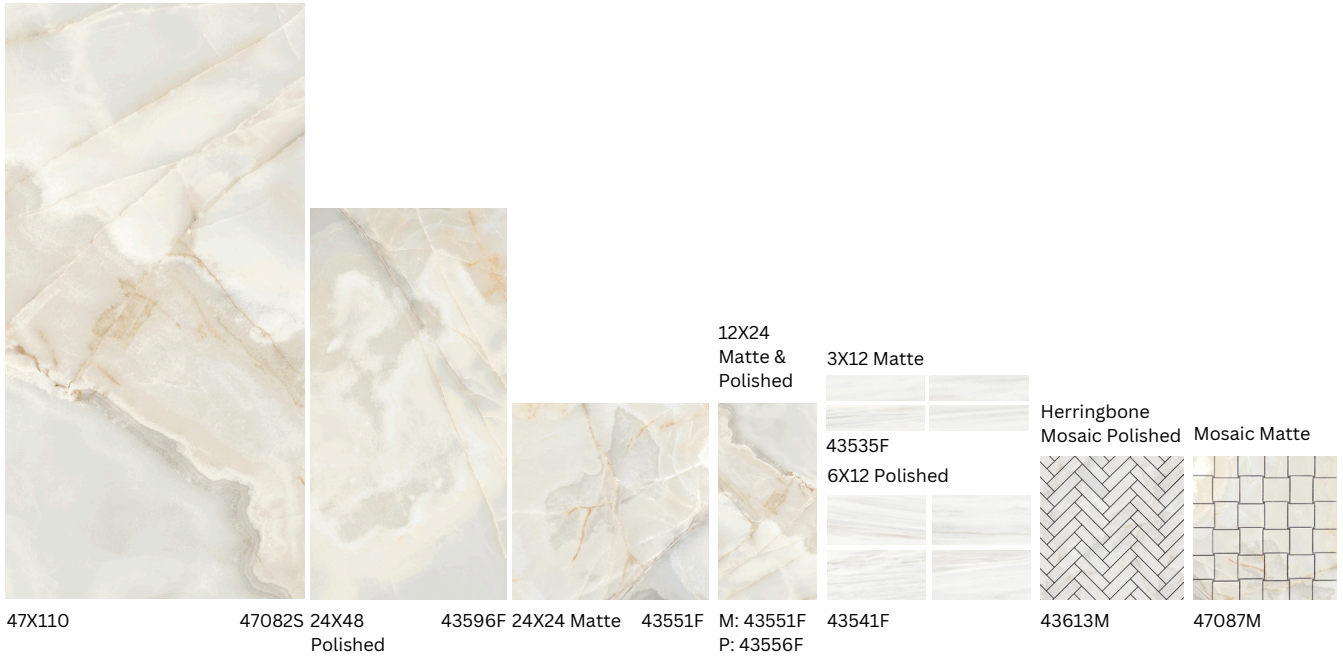 12X24
Matte &
Polished
3X12 Matte
43535F
6X12 Polished
Herringbone
Mosaic Polished
Mosaic Matte
47X110 47082S
24X48 43596F
Polished
24X24 Matte 43551F
M: 43551F
P: 43556F
43541F
43613M
47087M